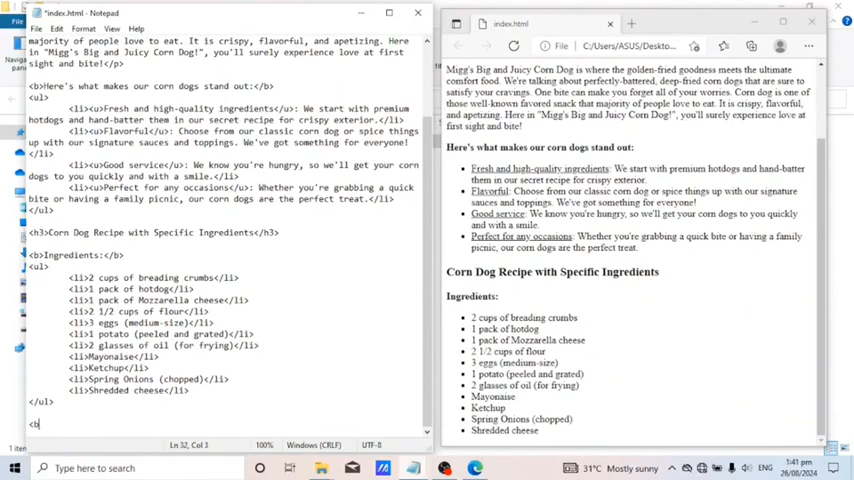 *index.html - Notepad
File Edit Format View Help
majority of people love to eat. It is crispy, flavorful, and apetizing. Here
in "Migg's Big and Juicy Corn Dog!", you'll surely experience love at first
sight and bite!</p>
<b>Here's what makes our corn dogs stand out:</b>
<ul>
<li><u>Fresh and high-quality ingredients</u>: We start with premium
hotdogs and hand-batter them in our secret recipe for crispy exterior.</li>
<li><u>Flavorful</u>: Choose from our classic corn dog or spice things
up with our signature sauces and toppings. We've got something for everyone!
</li>
<li><u>Good service</u>: We know you're hungry, so we'll get your corn
dogs to you quickly and with a smile.</li>
<li><u>Perfect for any occasions</u>: Whether you're grabbing a quick
bite or having a family picnic, our corn dogs are the perfect treat.</li>
</ul>
<h3>Corn Dog Recipe with Specific Ingredients</h3>
<b>Ingredients:</b>
<ul>
<li>2 cups of breading crumbs</li>
<li>1 pack of hotdog</li>
<li>1 pack of Mozzarella cheese</li>
<li>2 1/2 cups of flour</li>
<li>3 eggs (medium-size)</li>
<li>1 potato (peeled and grated)</li>
<li>2 glasses of oil (for frying)</li>
<li>Mayonaise</li>
<li>Ketchup</li>
<li>Spring Onions (chopped)</li>
<li>Shredded cheese</li>
</ul>
<b
Ln 32, Col 3 100% Windows (CRLF) UTF-8
index.html
File C:/Users/ASUS/Deskto...
Migg's Big and Juicy Corn Dog is where the golden-fried goodness meets the ultimate
comfort food. We're talking about perfectly-battered, deep-fried corn dogs that are sure to
satisfy your cravings. One bite can make you forget all of your worries. Corn dog is one of
those well-known favored snack that majority of people love to eat. It is crispy, flavorful,
and apetizing. Here in "Migg's Big and Juicy Corn Dog!", you'll surely experience love at
first sight and bite!
Here's what makes our corn dogs stand out:
Fresh and high-quality ingredients: We start with premium hotdogs and hand-batter
them in our secret recipe for crispy exterior.
Flavorful: Choose from our classic corn dog or spice things up with our signature
sauces and toppings. We've got something for everyone!
Good service: We know you're hungry, so we'll get your corn dogs to you quickly
and with a smile.
Perfect for any occasions: Whether you're grabbing a quick bite or having a family
picnic, our corn dogs are the perfect treat.
Corn Dog Recipe with Specific Ingredients
Ingredients:
2 cups of breading crumbs
1 pack of hotdog
1 pack of Mozzarella cheese
2 1/2 cups of flour
3 eggs (medium-size)
1 potato (peeled and grated)
2 glasses of oil (for frying)
Mayonaise
Ketchup
Spring Onions (chopped)
Shredded cheese
File
Pin to
acc
1 item
Type here to search
31°C Mostly sunny
ENG
1:41 pm
26/08/2024